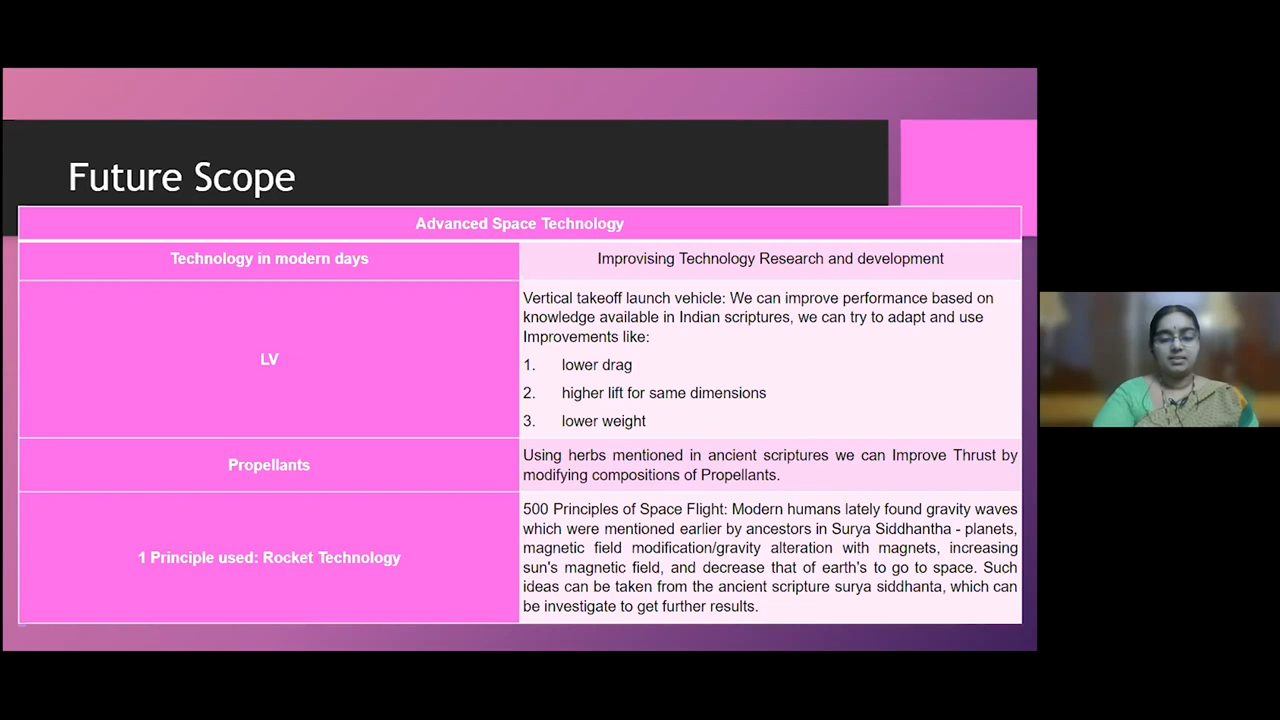 Future Scope
Advanced Space Technology
Technology in modern days
Improvising Technology Research and development
LV
Vertical takeoff launch vehicle: We can improve performance based on
knowledge available in Indian scriptures, we can try to adapt and use
Improvements like:
1. lower drag
2. higher lift for same dimensions
3. lower weight
Propellants
Using herbs mentioned in ancient scriptures we can Improve Thrust by
modifying compositions of Propellants.
1 Principle used: Rocket Technology
500 Principles of Space Flight: Modern humans lately found gravity waves
which were mentioned earlier by ancestors in Surya Siddhantha - planets,
magnetic field modification/gravity alteration with magnets, increasing
sun's magnetic field, and decrease that of earth's to go to space. Such
ideas can be taken from the ancient scripture surya siddhanta, which can
be investigate to get further results.